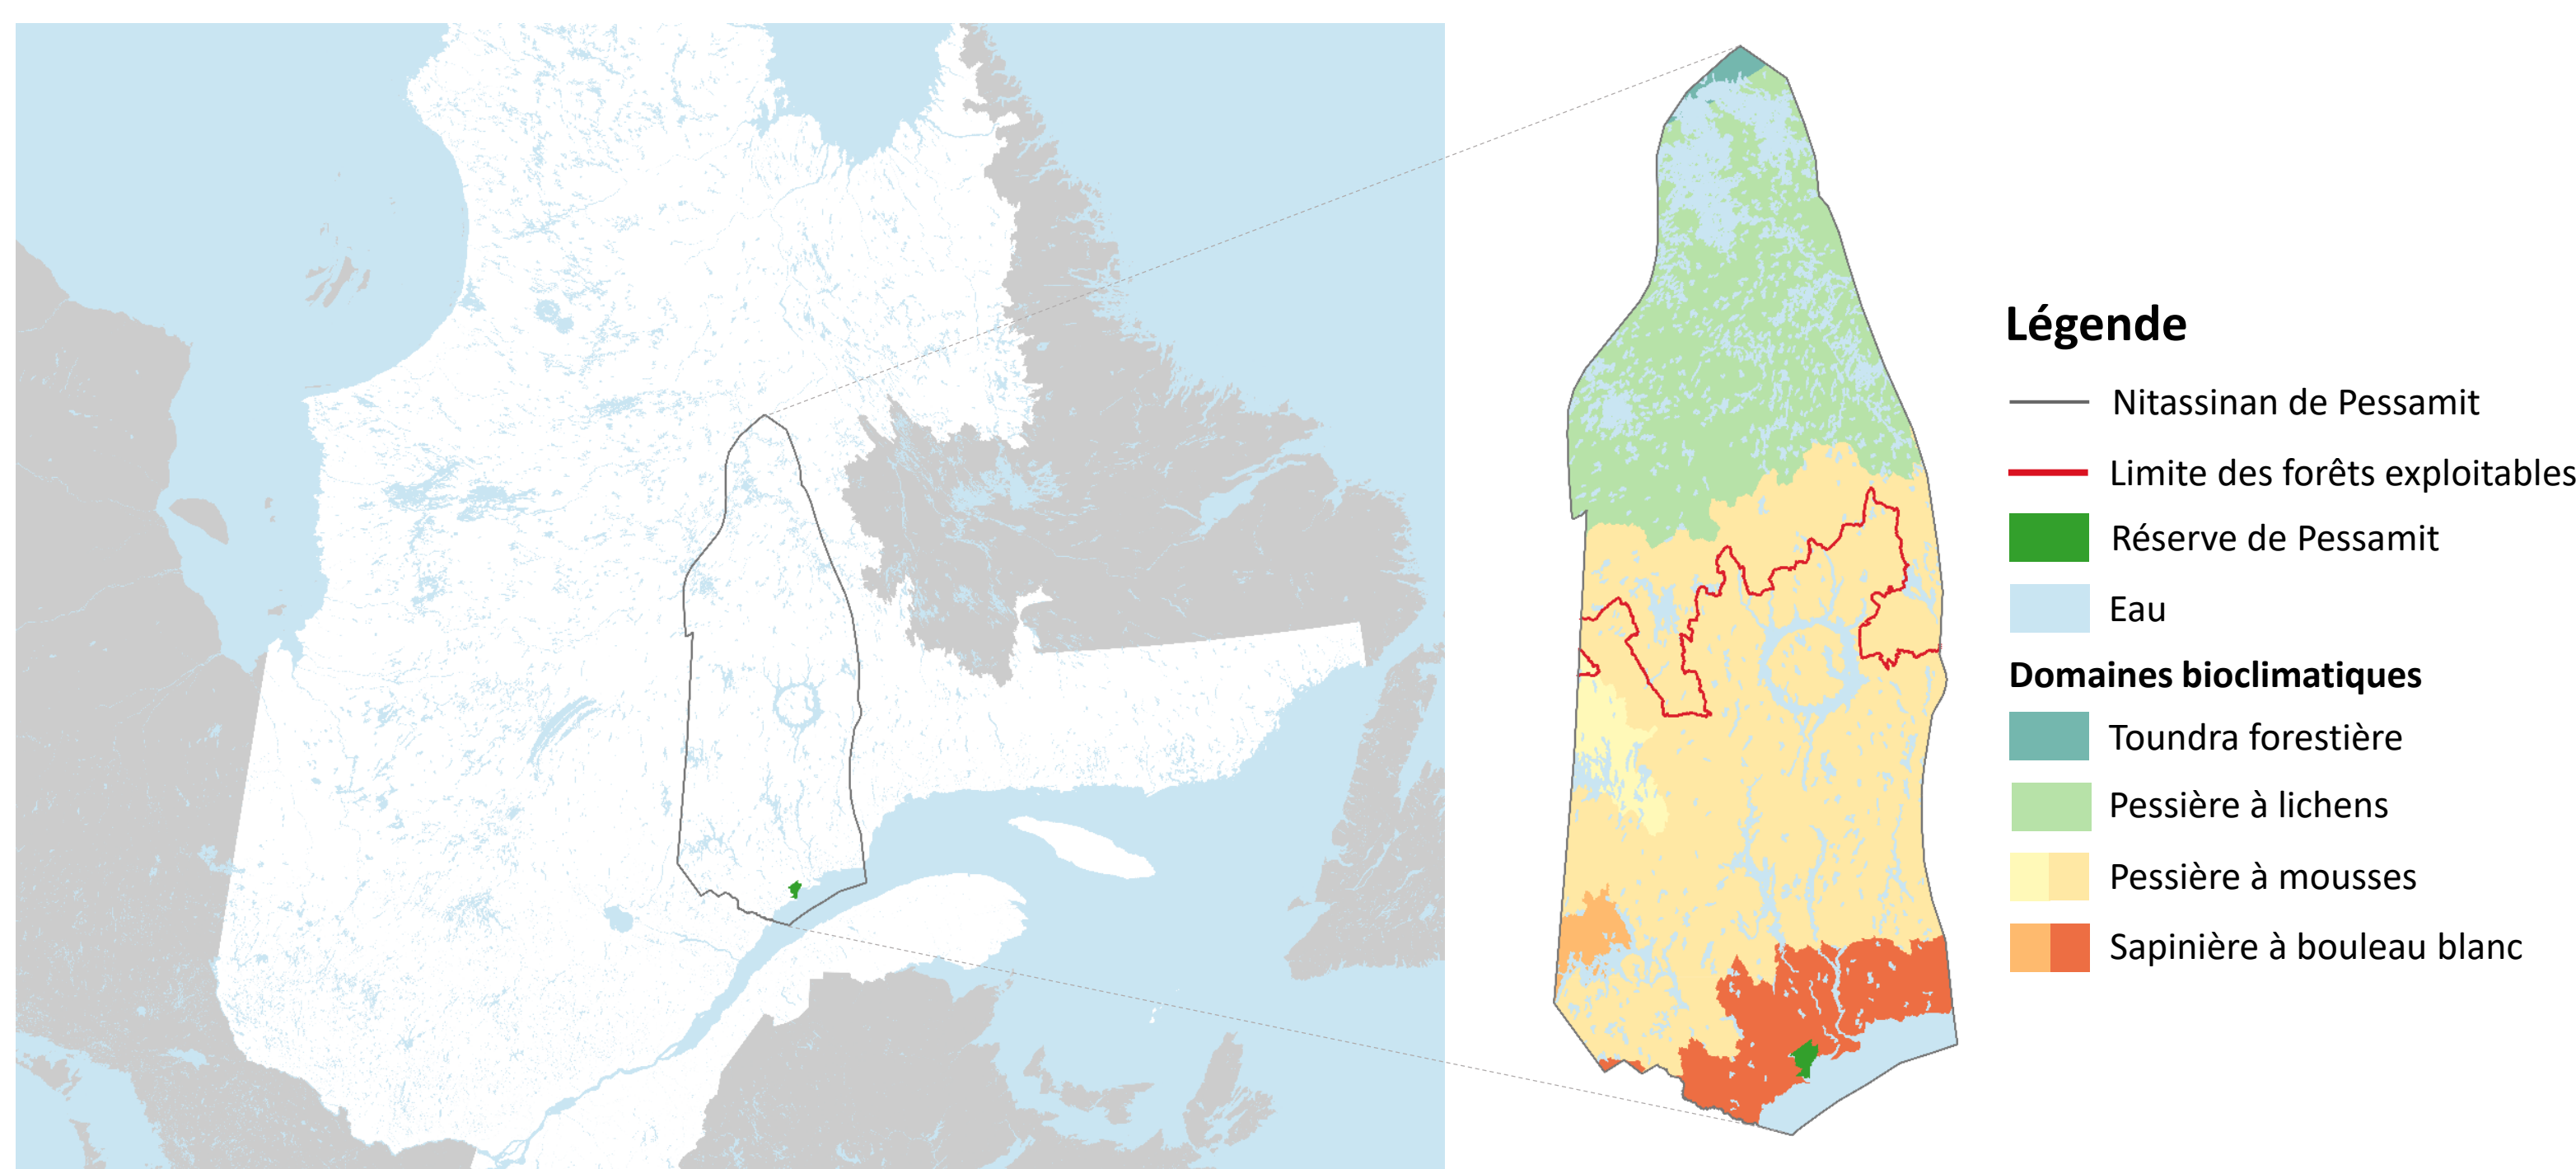 Légende
Nitassinan de Pessamit
Limite des forêts exploitables
Réserve de Pessamit
Eau
Domaines bioclimatiques
Toundra forestière
Pessière à lichens
Pessière à mousses
Sapinière à bouleau blanc